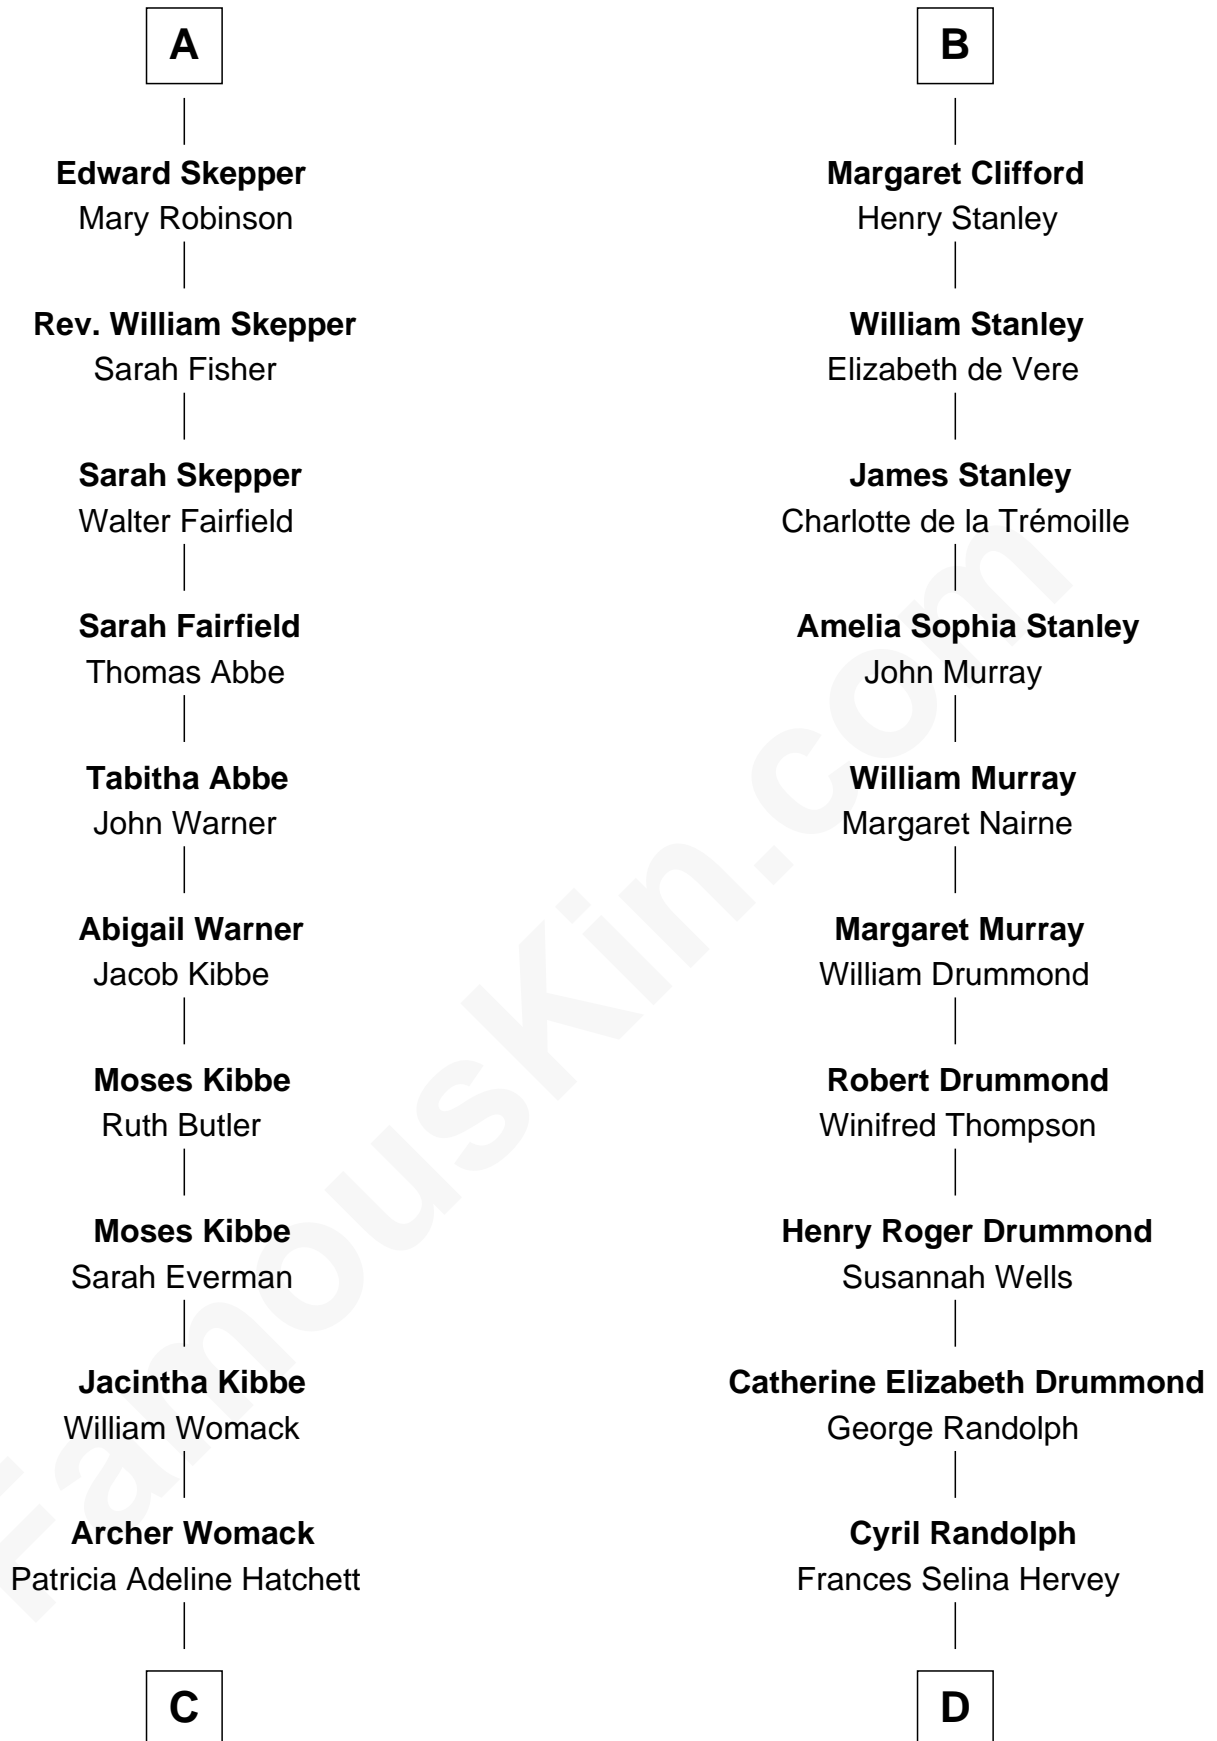 A
Edward Skepper
Mary Robinson
Rev. William Skepper
Sarah Fisher
Sarah Skepper
Walter Fairfield
Sarah Fairfield
Thomas Abbe
Tabitha Abbe
John Warner
Abigail Warner
Jacob Kibbe
Moses Kibbe
Ruth Butler
Moses Kibbe
Sarah Everman
Jacintha Kibbe
William Womack
Archer Womack
Patricia Adeline Hatchett
C
B
Margaret Clifford
Henry Stanley
William Stanley
Elizabeth de Vere
James Stanley
Charlotte de la Trémoille
Amelia Sophia Stanley
John Murray
William Murray
Margaret Nairne
Margaret Murray
William Drummond
Robert Drummond
Winifred Thompson
Henry Roger Drummond
Susannah Wells
Catherine Elizabeth Drummond
George Randolph
Cyril Randolph
Frances Selina Hervey
D
FamousKin.com